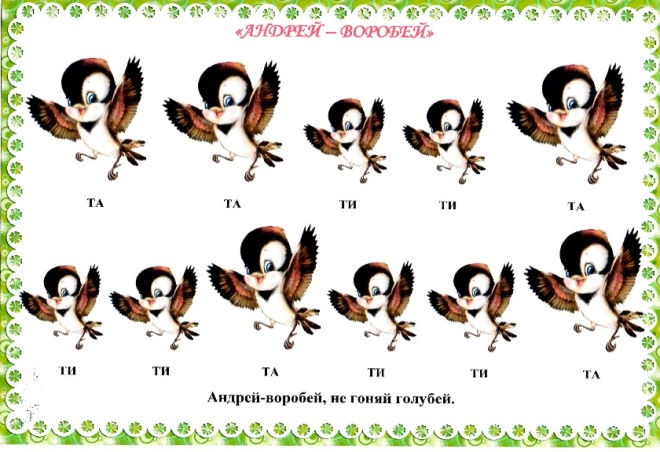 «АНДРЕЙ – ВОРОБЕЙ»
ТА ТА ТИ ТИ ТА
ТИ ТИ ТА ТИ ТИ ТА
Андрей-воробей, не гоняй голубей.